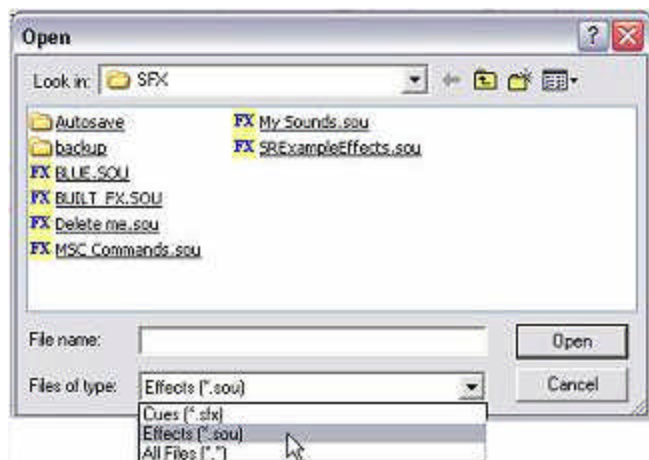 Open
Look in: SFX
Autosave
backup
FX BLUE.SOU
FX BUILT_FX.SOU
FX Delete me.sou
FX MSC Commands.sou
FX My Sounds.sou
FX SRExampleEffects.sou
File name:
Open
Files of type: Effects (*.sou)
Cancel
Cues (*.sfx)
Effects (*.sou)
All Files (*.*)